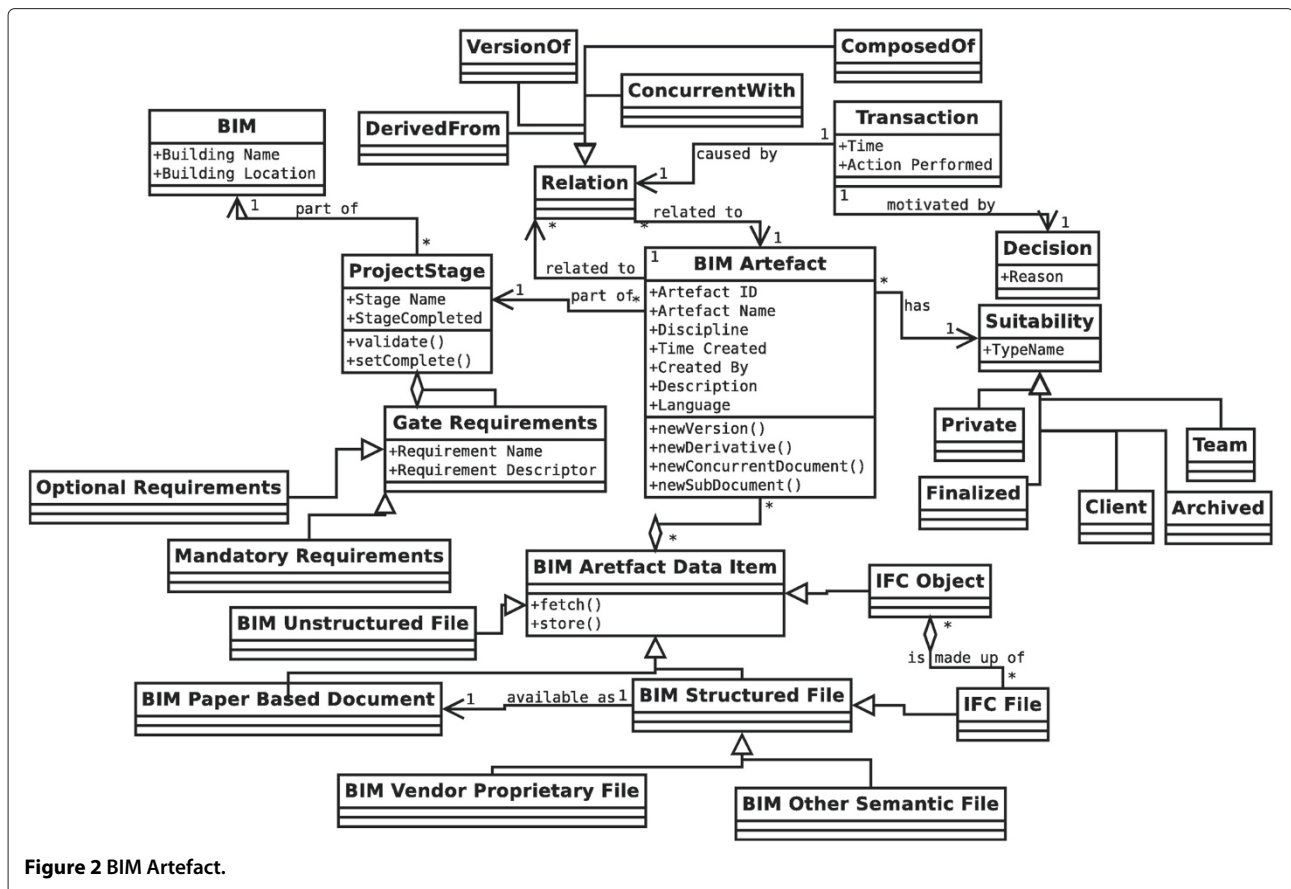 VersionOf
ComposedOf
ConcurrentWith
BIM
+Building Name
+Building Location
DerivedFrom
Transaction
+Time
+Action Performed
1
caused by
1
Relation
1
motivated by
1
part of
*
1
*
related to
*
1
Decision
+Reason
ProjectStage
+Stage Name
+StageCompleted
+validate()
+setComplete()
related to
1
part of
*
1
BIM Artefact
+Artefact ID
+Artefact Name
+Discipline
+Time Created
+Created By
+Description
+Language
+newVersion()
+newDerivative()
+newConcurrentDocument()
+newSubDocument()
*
has
1
Suitability
+TypeName
Private
Team
Finalized
Client
Archived
Gate Requirements
+Requirement Name
+Requirement Descriptor
Optional Requirements
Mandatory Requirements
*
*
BIM Aretfact Data Item
+fetch()
+store()
IFC Object
*
is made up of
*
IFC File
BIM Unstructured File
BIM Paper Based Document
1
available as
1
BIM Structured File
BIM Vendor Proprietary File
BIM Other Semantic File
Figure 2 BIM Artefact.